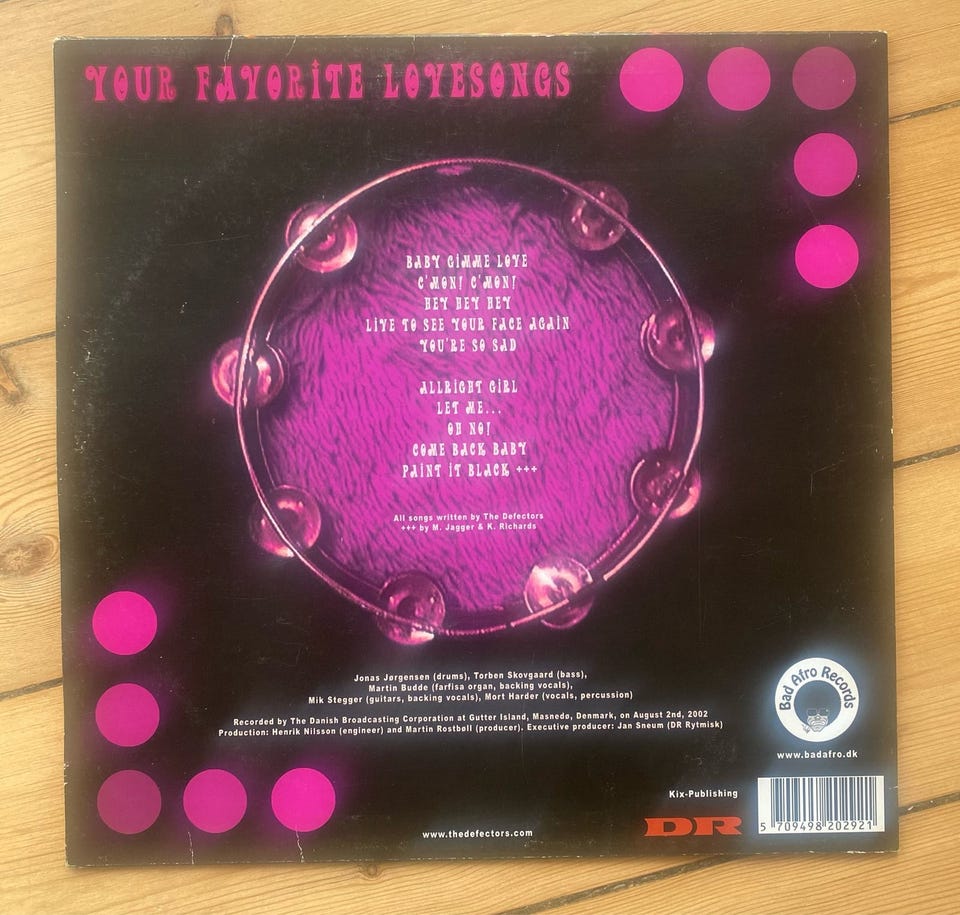 YOUR FAVORITE LOVESONGS
BABY GIMME LOVE
C'MON! C'MON!
HEY HEY HEY
LIVE TO SEE YOUR FACE AGAIN
YOU'RE SO SAD
ALLRIGHT GIRL
LET ME...
OH NO!
COME BACK BABY
PAINT IT BLACK +++
All songs written by The Defectors
+++ by M. Jagger & K. Richards
Jonas Jørgensen (drums), Torben Skovgaard (bass),
Martin Budde (farfisa organ, backing vocals),
Mik Stegger (guitars, backing vocals), Mort Harder (vocals, percussion)
Recorded by The Danish Broadcasting Corporation at Gutter Island, Masnedø, Denmark, on August 2nd, 2002
Production: Henrik Nilsson (engineer) and Martin Rostbøll (producer). Executive producer: Jan Sneum (DR Rytmisk)
Bad Afro Records
www.badafro.dk
Kix-Publishing
DR
5 709498 202921
www.thedefectors.com